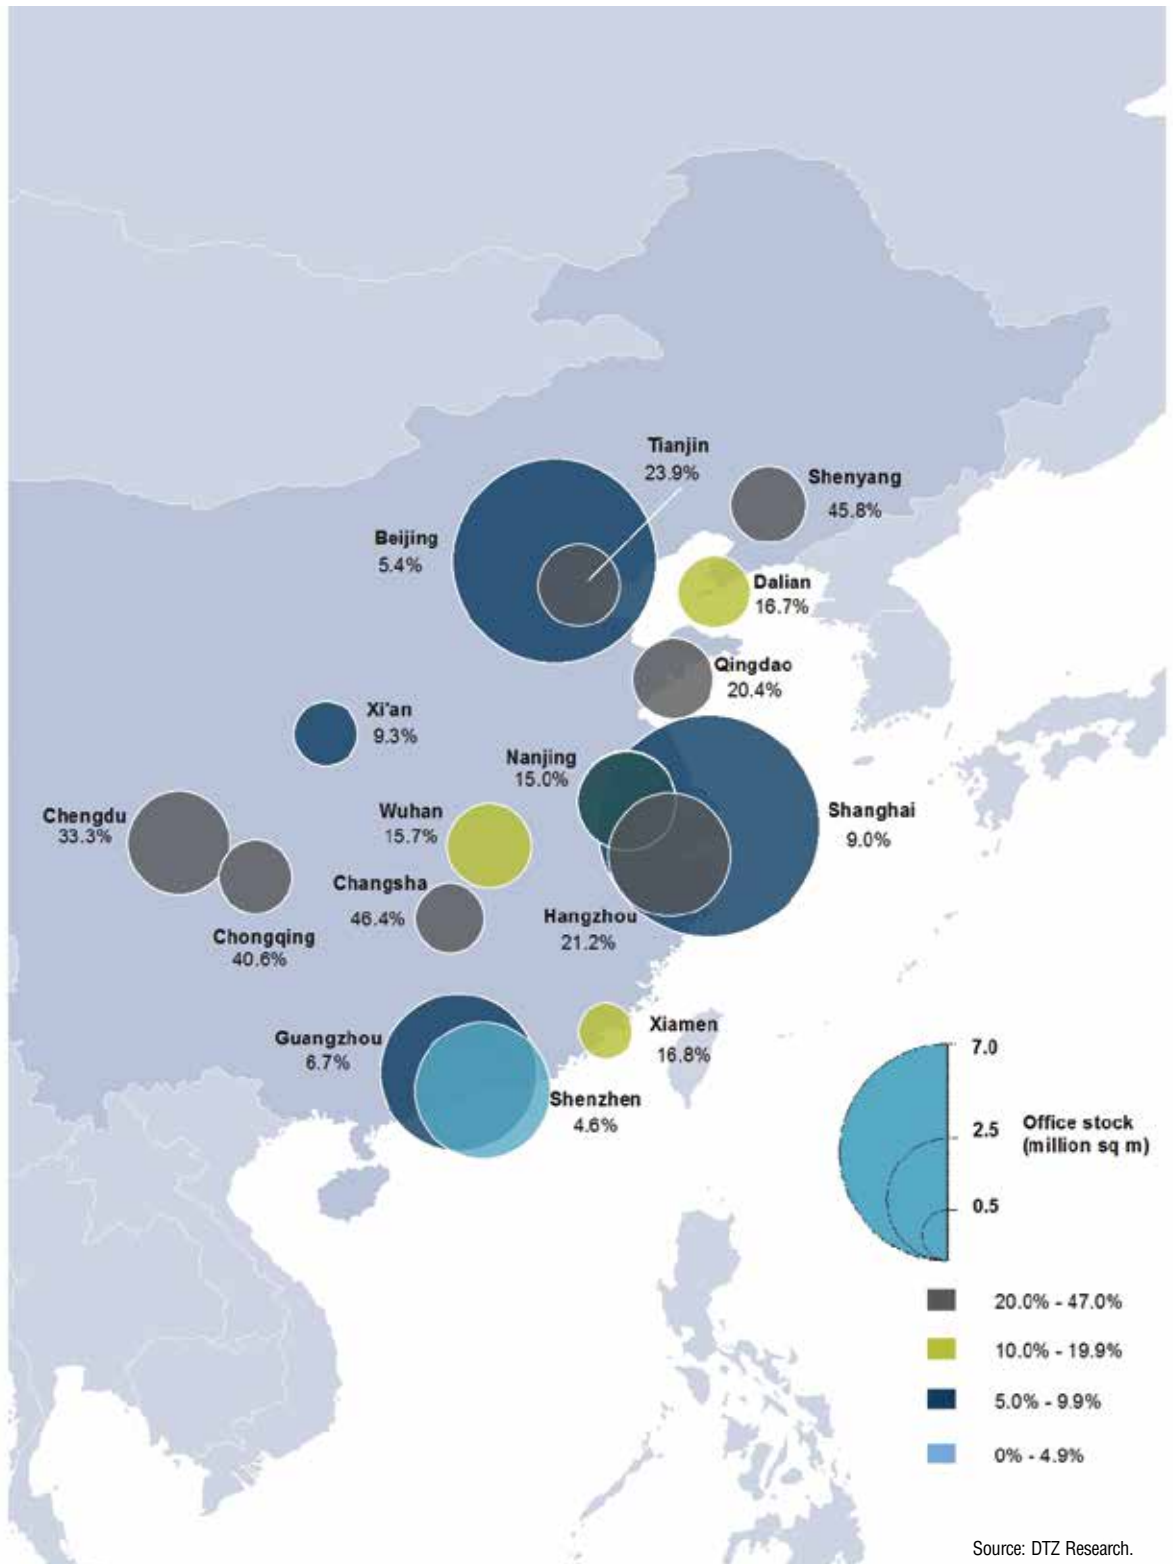 Tianjin
23.9%
Shenyang
45.8%
Beijing
5.4%
Dalian
16.7%
Qingdao
20.4%
Xi'an
9.3%
Nanjing
15.0%
Chengdu
33.3%
Wuhan
15.7%
Shanghai
9.0%
Changsha
46.4%
Hangzhou
21.2%
Chongqing
40.6%
Guangzhou
6.7%
Xiamen
16.8%
Shenzhen
4.6%
7.0
2.5
Office stock
(million sq m)
0.5
20.0% - 47.0%
10.0% - 19.9%
5.0% - 9.9%
0% - 4.9%
Source: DTZ Research.